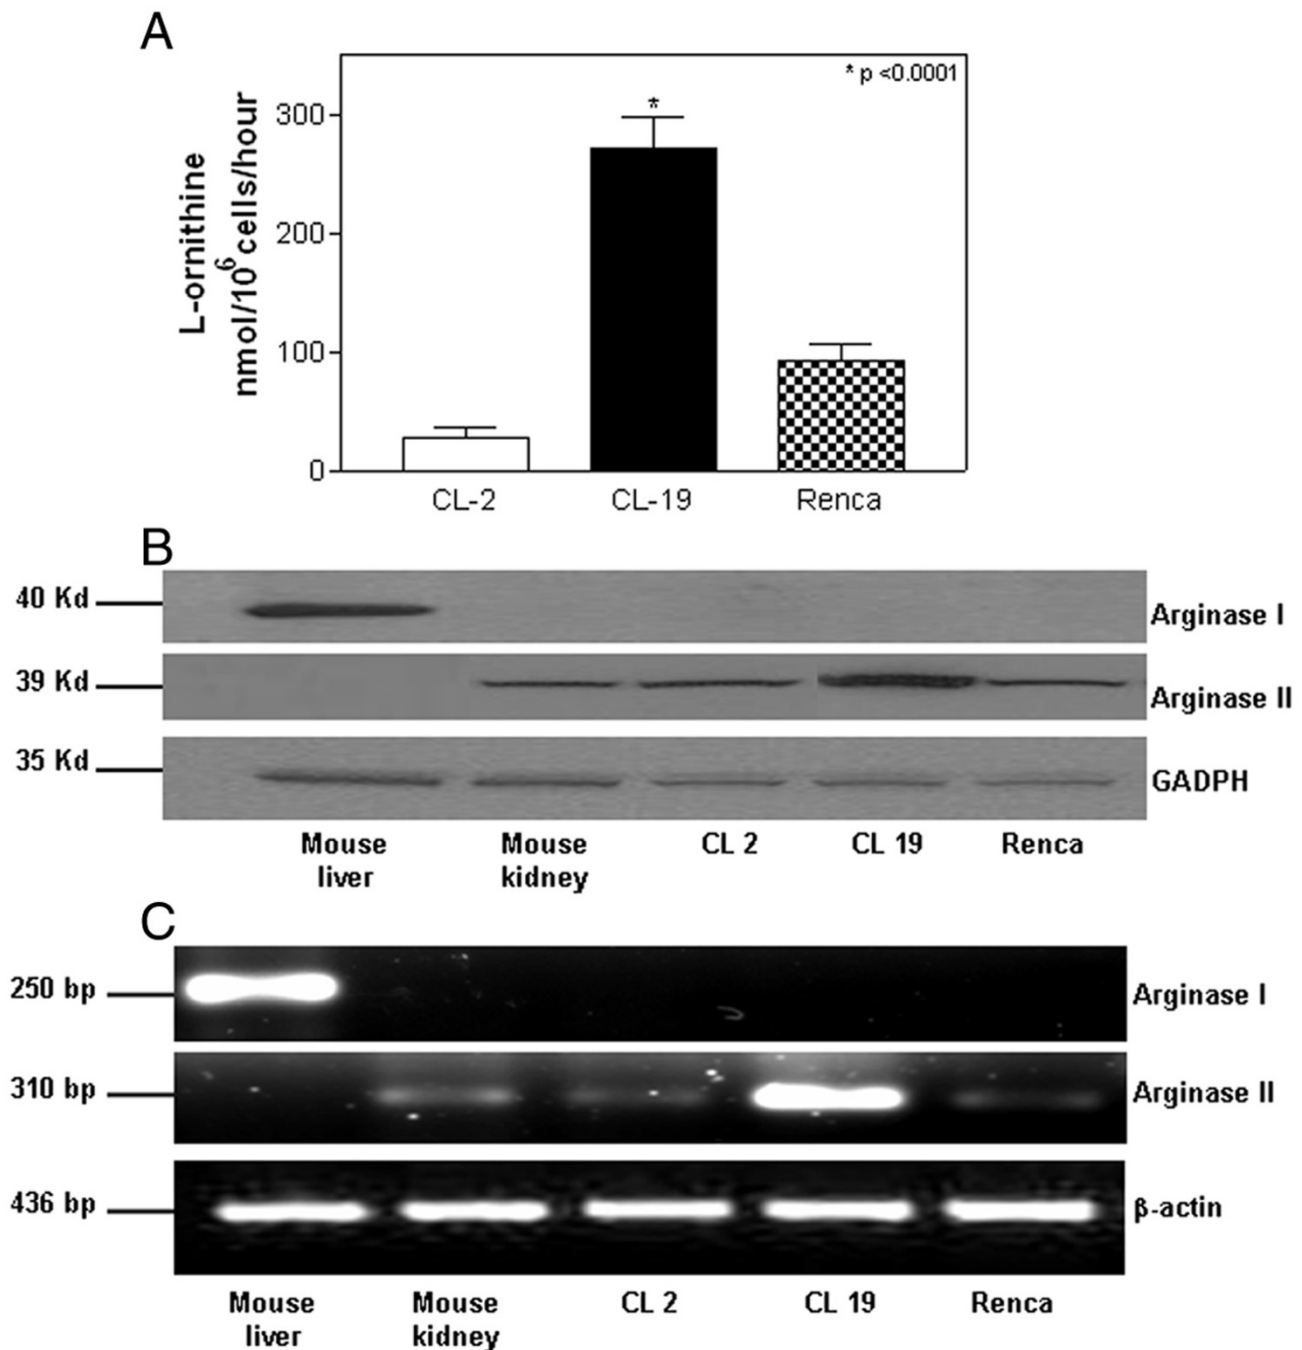 A
* p <0.0001
L-ornithine
nmol/10⁶ cells/hour
300
200
100
0
CL-2 CL-19 Renca
B
40 Kd Arginase I
39 Kd Arginase II
35 Kd GADPH
Mouse liver Mouse kidney CL 2 CL 19 Renca
C
250 bp Arginase I
310 bp Arginase II
436 bp β-actin
Mouse liver Mouse kidney CL 2 CL 19 Renca